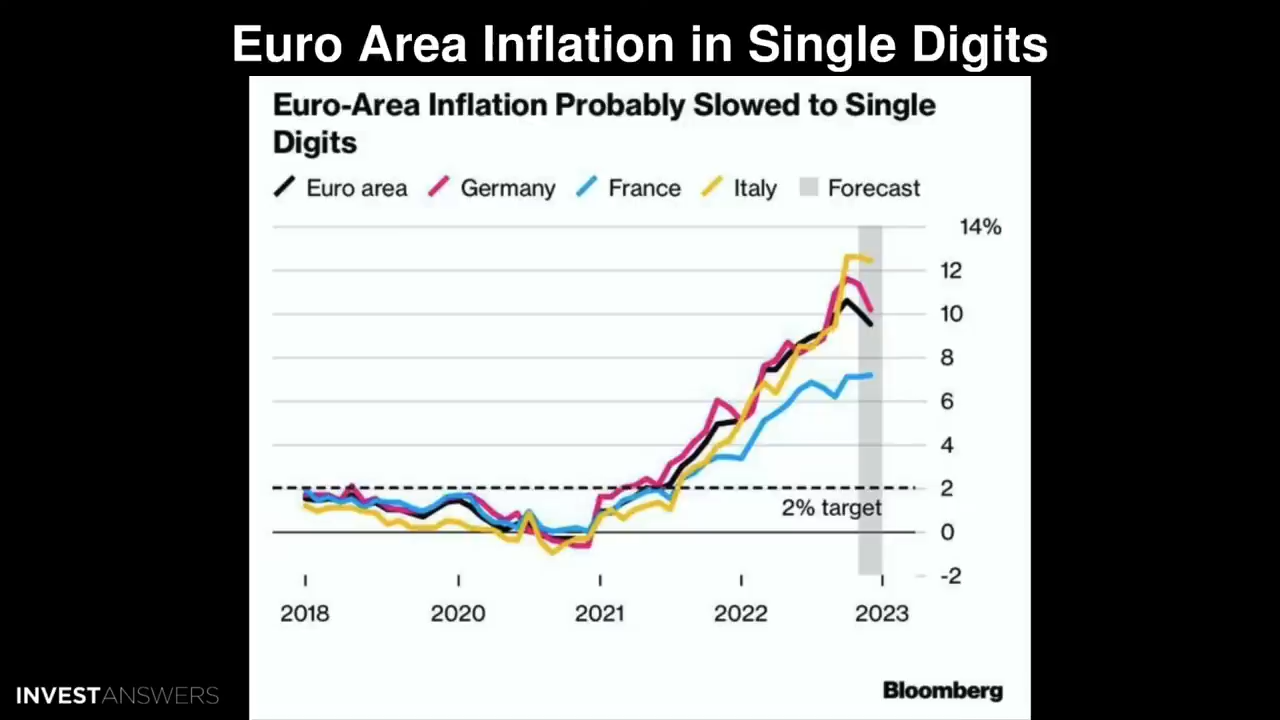 Euro Area Inflation in Single Digits
Euro-Area Inflation Probably Slowed to Single
Digits
Euro area Germany France Italy Forecast
14%
12
10
8
6
4
2
2% target
0
-2
2018 2020 2021 2022 2023
INVESTANSWERS
Bloomberg